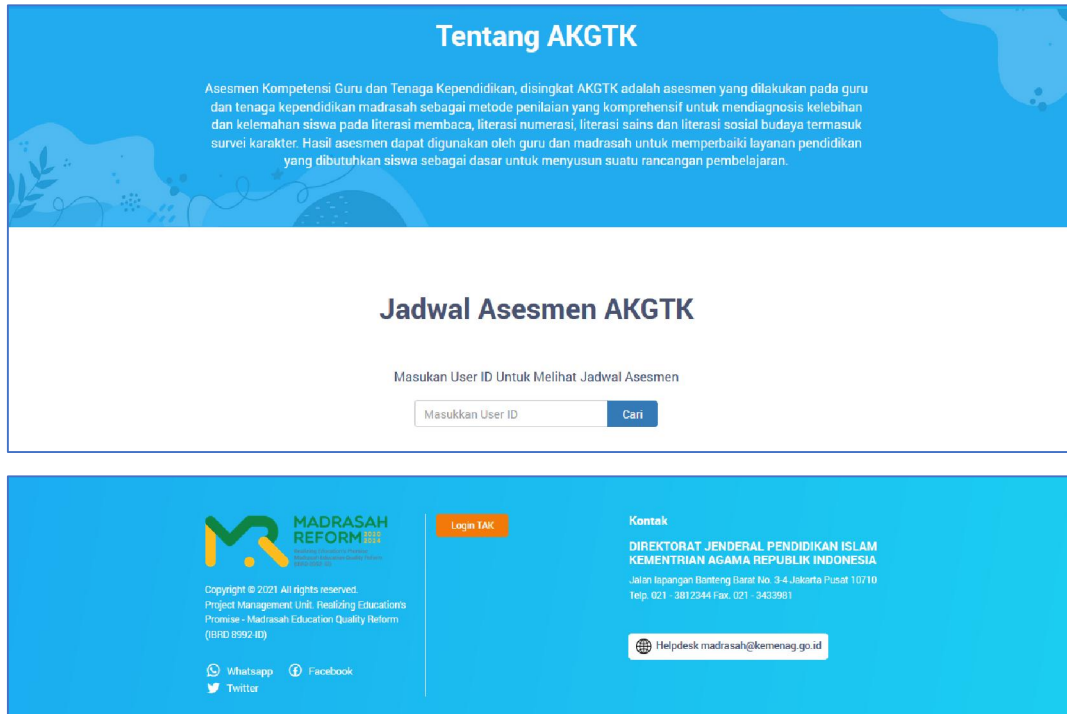 Tentang AKGTK
Asesmen Kompetensi Guru dan Tenaga Kependidikan, disingkat AKGTK adalah asesmen yang dilakukan pada guru
dan tenaga kependidikan madrasah sebagai metode penilaian yang komprehensif untuk mendiagnosis kelebihan
dan kelemahan siswa pada literasi membaca, literasi numerasi, literasi sains dan literasi sosial budaya termasuk
survei karakter. Hasil asesmen dapat digunakan oleh guru dan madrasah untuk memperbaiki layanan pendidikan
yang dibutuhkan siswa sebagai dasar untuk menyusun suatu rancangan pembelajaran.
Jadwal Asesmen AKGTK
Masukan User ID Untuk Melihat Jadwal Asesmen
Masukkan User ID
Cari
MADRASAH
REFORM
Copyright © 2021 All rights reserved.
Project Management Unit. Realizing Education's
Promise - Madrasah Education Quality Reform
(IBRD 8992-ID)
Whatsapp
Facebook
Twitter
Login TAK
Kontak
DIREKTORAT JENDERAL PENDIDIKAN ISLAM
KEMENTRIAN AGAMA REPUBLIK INDONESIA
Jalan lapangan Banteng Barat No. 3-4 Jakarta Pusat 10710
Telp. 021 - 3812344 Fax. 021 - 3433981
Helpdesk madrasah@kemenag.go.id